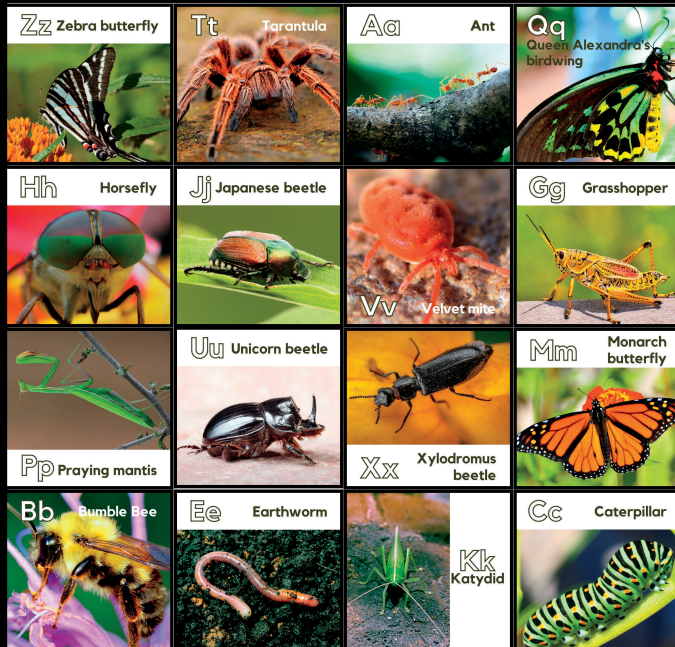 Zz Zebra butterfly
Tt Tarantula
Aa Ant
Qq
Queen Alexandra's
birdwing
Hh Horsefly
Jj Japanese beetle
Vv Velvet mite
Gg Grasshopper
Pp Praying mantis
Uu Unicorn beetle
Xx Xylodromus
beetle
Mm Monarch
butterfly
Bb Bumble Bee
Ee Earthworm
Kk
Katydid
Cc Caterpillar